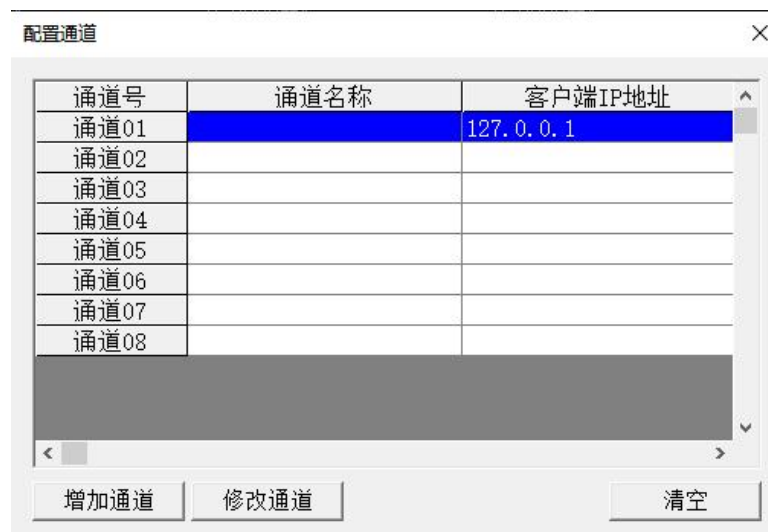 配置通道
通道号 通道名称 客户端IP地址
通道01 127.0.0.1
通道02
通道03
通道04
通道05
通道06
通道07
通道08
增加通道 修改通道 清空